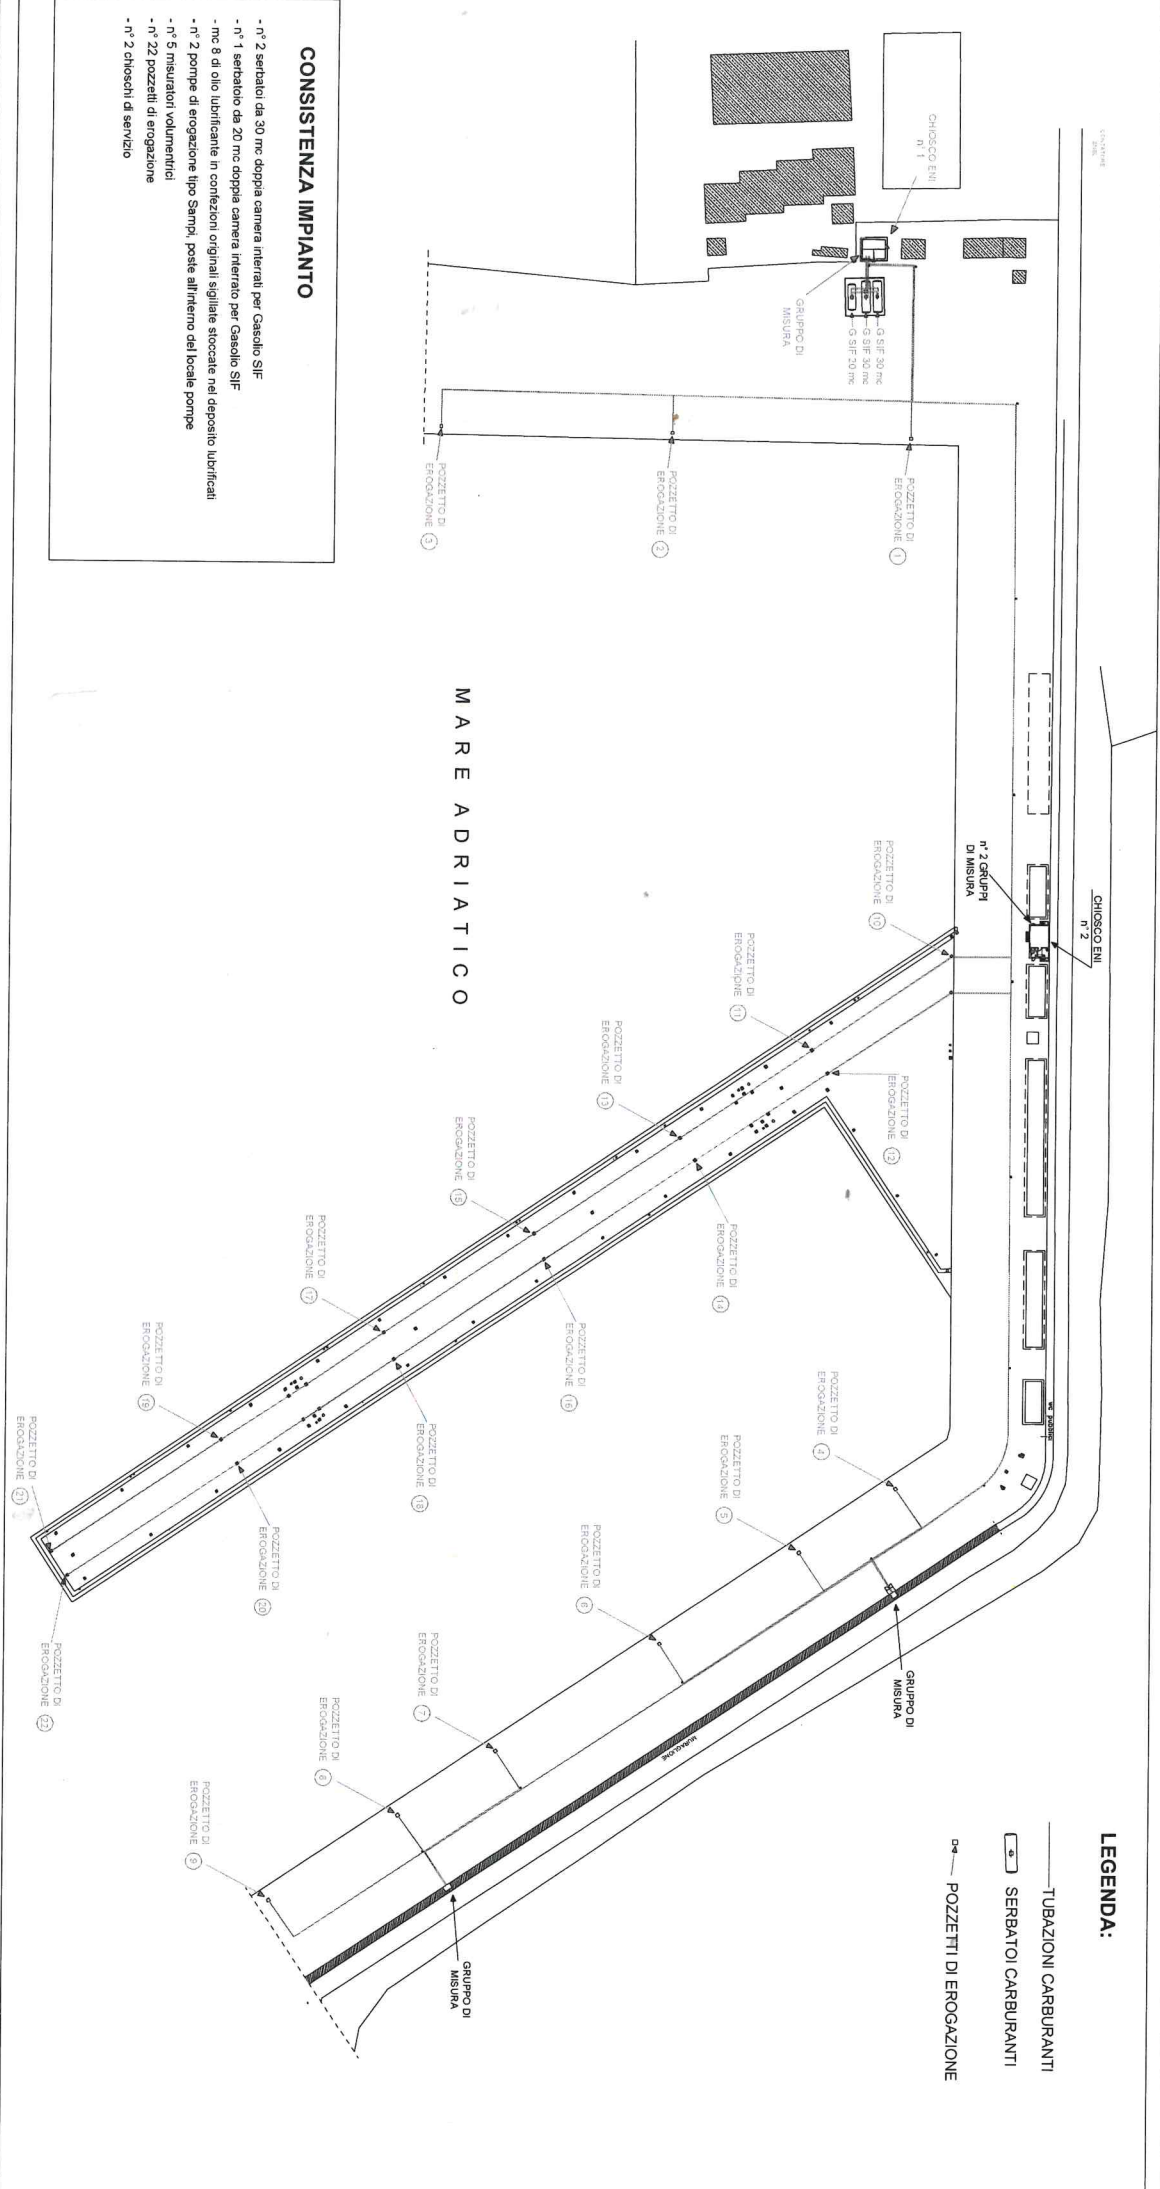 CONSISTENZA IMPIANTO
- n° 2 serbatoi da 30 mc doppia camera interrati per Gasolio SIF
- n° 1 serbatoio da 20 mc doppia camera interrato per Gasolio SIF
- mc 8 di olio lubrificante in confezioni originali sigillate stoccate nel deposito lubrificati
- n° 2 pompe di erogazione tipo Sampi, poste all'interno del locale pompe
- n° 5 misuratori volumentrici
- n° 22 pozzetti di erogazione
- n° 2 chioschi di servizio
CHIOSCO ENI
n° 1
GRUPPO DI
MISURA
G SIF 30 mc
G SIF 30 mc
G SIF 20 mc
POZZETTO DI
EROGAZIONE 1
POZZETTO DI
EROGAZIONE 2
POZZETTO DI
EROGAZIONE 3
MARE ADRIATICO
CHIOSCO ENI
n° 2
n° 2 GRUPPI
DI MISURA
POZZETTO DI
EROGAZIONE 10
POZZETTO DI
EROGAZIONE 11
POZZETTO DI
EROGAZIONE 12
POZZETTO DI
EROGAZIONE 13
POZZETTO DI
EROGAZIONE 14
POZZETTO DI
EROGAZIONE 15
POZZETTO DI
EROGAZIONE 16
POZZETTO DI
EROGAZIONE 17
POZZETTO DI
EROGAZIONE 18
POZZETTO DI
EROGAZIONE 19
POZZETTO DI
EROGAZIONE 20
POZZETTO DI
EROGAZIONE 21
POZZETTO DI
EROGAZIONE 22
POZZETTO DI
EROGAZIONE 4
POZZETTO DI
EROGAZIONE 5
POZZETTO DI
EROGAZIONE 6
POZZETTO DI
EROGAZIONE 7
POZZETTO DI
EROGAZIONE 8
POZZETTO DI
EROGAZIONE 9
GRUPPO DI
MISURA
MURAGLIONE
GRUPPO DI
MISURA
LEGENDA:
TUBAZIONI CARBURANTI
SERBATOI CARBURANTI
POZZETTI DI EROGAZIONE